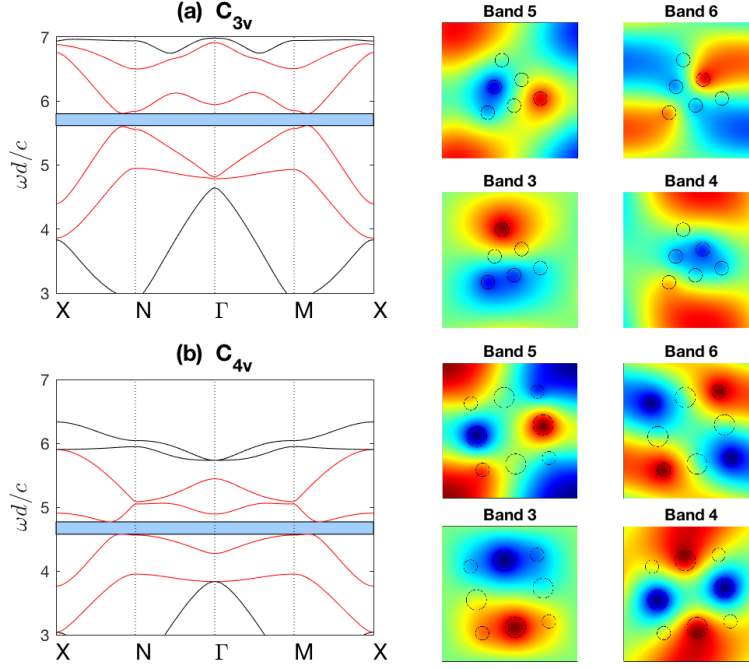 (a) C3v
7
6
5
4
3
ωd/c
X N Γ M X
Band 5 Band 6
Band 3 Band 4
(b) C4v
7
6
5
4
3
ωd/c
X N Γ M X
Band 5 Band 6
Band 3 Band 4